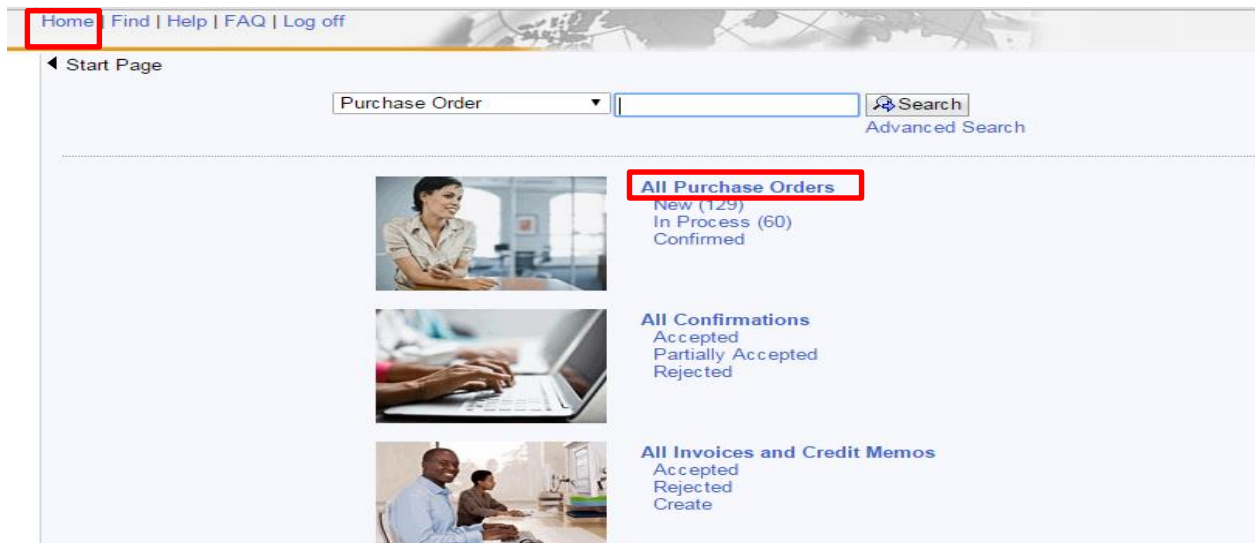 Home | Find | Help | FAQ | Log off
Start Page
Purchase Order Search
Advanced Search
All Purchase Orders
New (129)
In Process (60)
Confirmed
All Confirmations
Accepted
Partially Accepted
Rejected
All Invoices and Credit Memos
Accepted
Rejected
Create